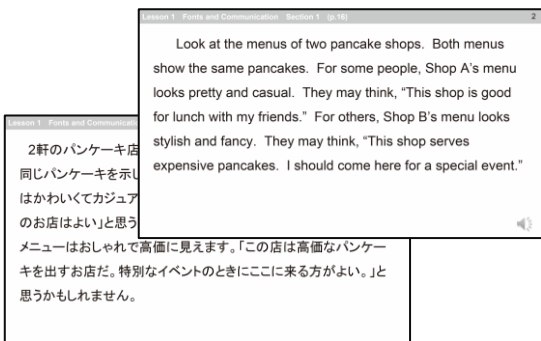 Lesson 1 Fonts and Communication Section 1 (p.16) 2
Look at the menus of two pancake shops. Both menus
show the same pancakes. For some people, Shop A's menu
looks pretty and casual. They may think, “This shop is good
for lunch with my friends.” For others, Shop B's menu looks
stylish and fancy. They may think, “This shop serves
expensive pancakes. I should come here for a special event.”
Lesson 1 Fonts and Communicatio
2軒のパンケーキ店
同じパンケーキを示し
はかわいくてカジュア
のお店はよい」と思う
メニューはおしゃれで高価に見えます。「この店は高価なパンケー
キを出すお店だ。特別なイベントのときにここに来る方がよい。」と
思うかもしれません。